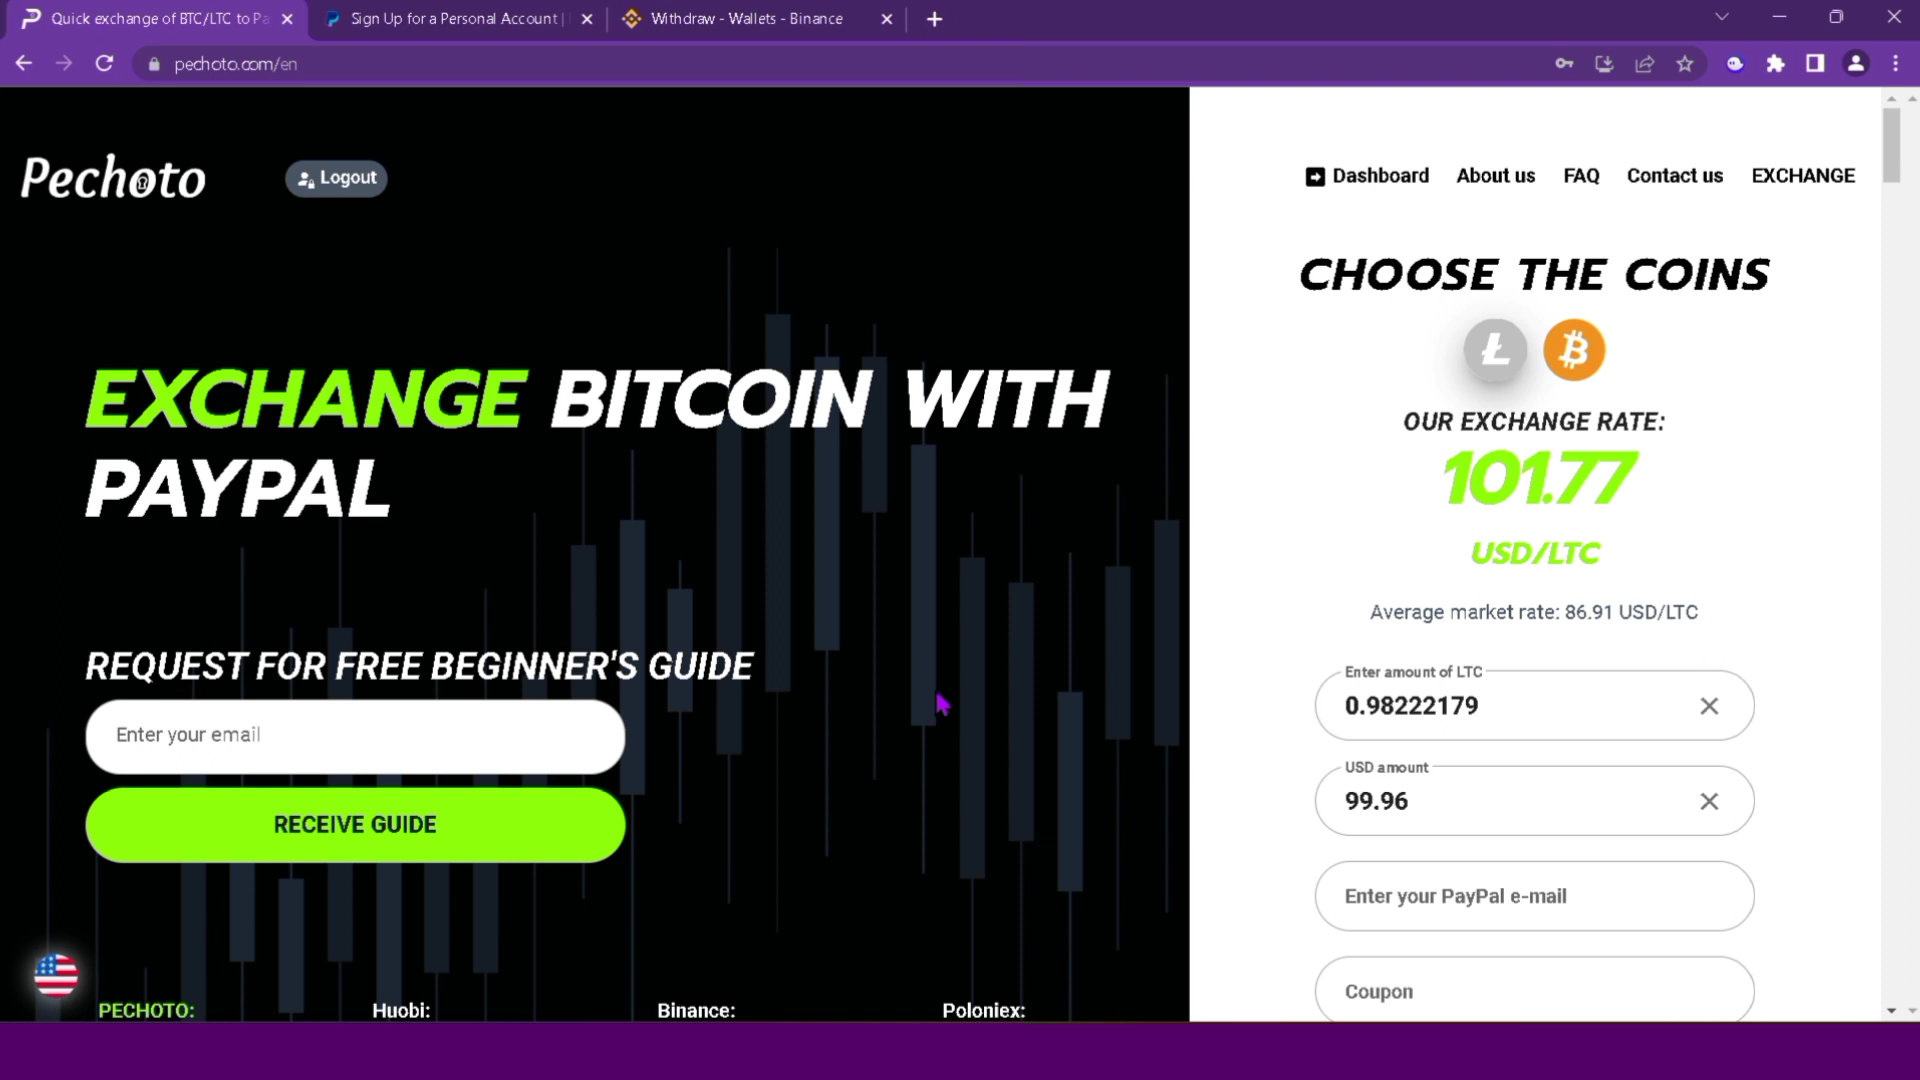 Quick exchange of BTC/LTC to Pa
Sign Up for a Personal Account |
Withdraw - Wallets - Binance
pechoto.com/en
Pechoto
Logout
Dashboard
About us
FAQ
Contact us
EXCHANGE
EXCHANGE BITCOIN WITH
PAYPAL
REQUEST FOR FREE BEGINNER'S GUIDE
Enter your email
RECEIVE GUIDE
PECHOTO:
Huobi:
Binance:
Poloniex:
CHOOSE THE COINS
OUR EXCHANGE RATE:
101.77
USD/LTC
Average market rate: 86.91 USD/LTC
Enter amount of LTC
0.98222179
USD amount
99.96
Enter your PayPal e-mail
Coupon